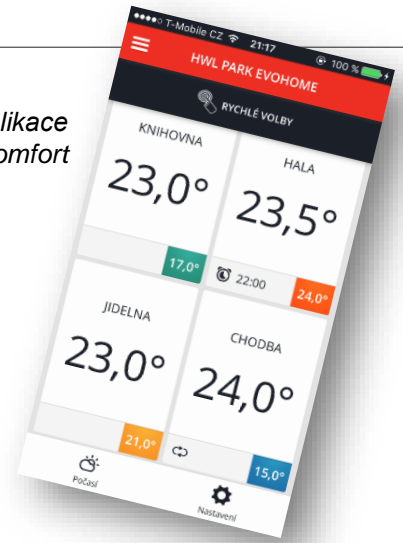 T-Mobile CZ 21:17 100 %
HWL PARK EVOHOME
RYCHLÉ VOLBY
likace
omfort
KNIHOVNA
23,0°
17,0°
HALA
23,5°
22:00
24,0°
JIDELNA
23,0°
21,0°
CHODBA
24,0°
15,0°
Počasí
Nastavení